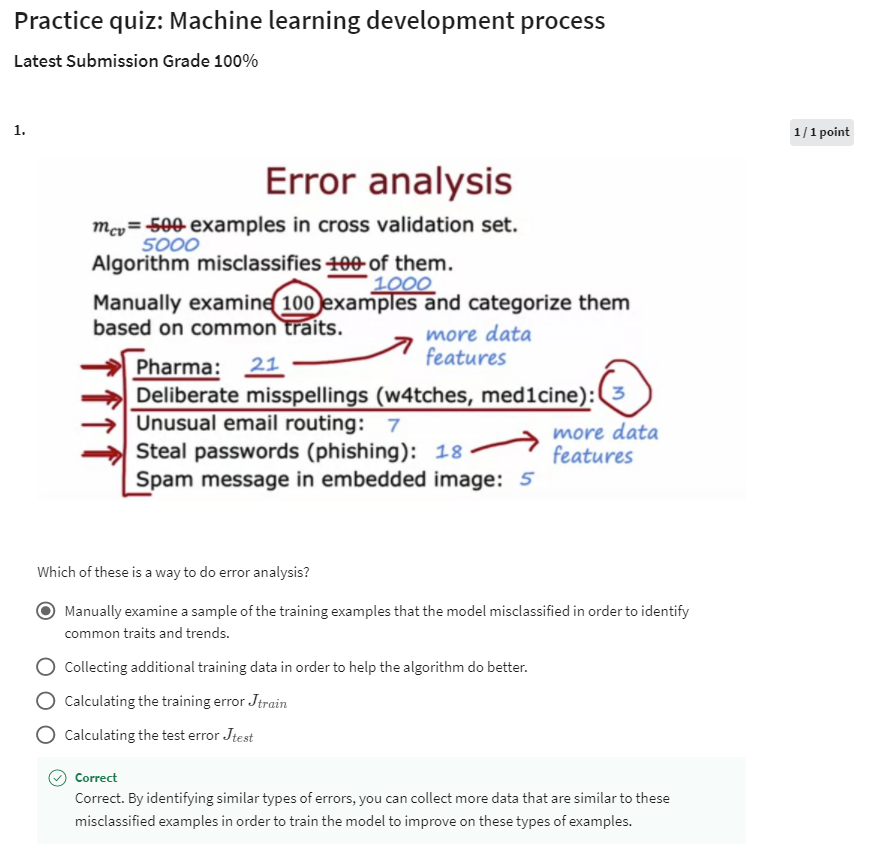 Practice quiz: Machine learning development process
Latest Submission Grade 100%
1.
1 / 1 point
Error analysis
m_cv = 500 examples in cross validation set.
5000
Algorithm misclassifies 100 of them.
1000
Manually examine 100 examples and categorize them
based on common traits.
more data
features
Pharma: 21
Deliberate misspellings (w4tches, med1cine): 3
Unusual email routing: 7
more data
features
Steal passwords (phishing): 18
Spam message in embedded image: 5
Which of these is a way to do error analysis?
Manually examine a sample of the training examples that the model misclassified in order to identify
common traits and trends.
Collecting additional training data in order to help the algorithm do better.
Calculating the training error J_train
Calculating the test error J_test
Correct
Correct. By identifying similar types of errors, you can collect more data that are similar to these
misclassified examples in order to train the model to improve on these types of examples.